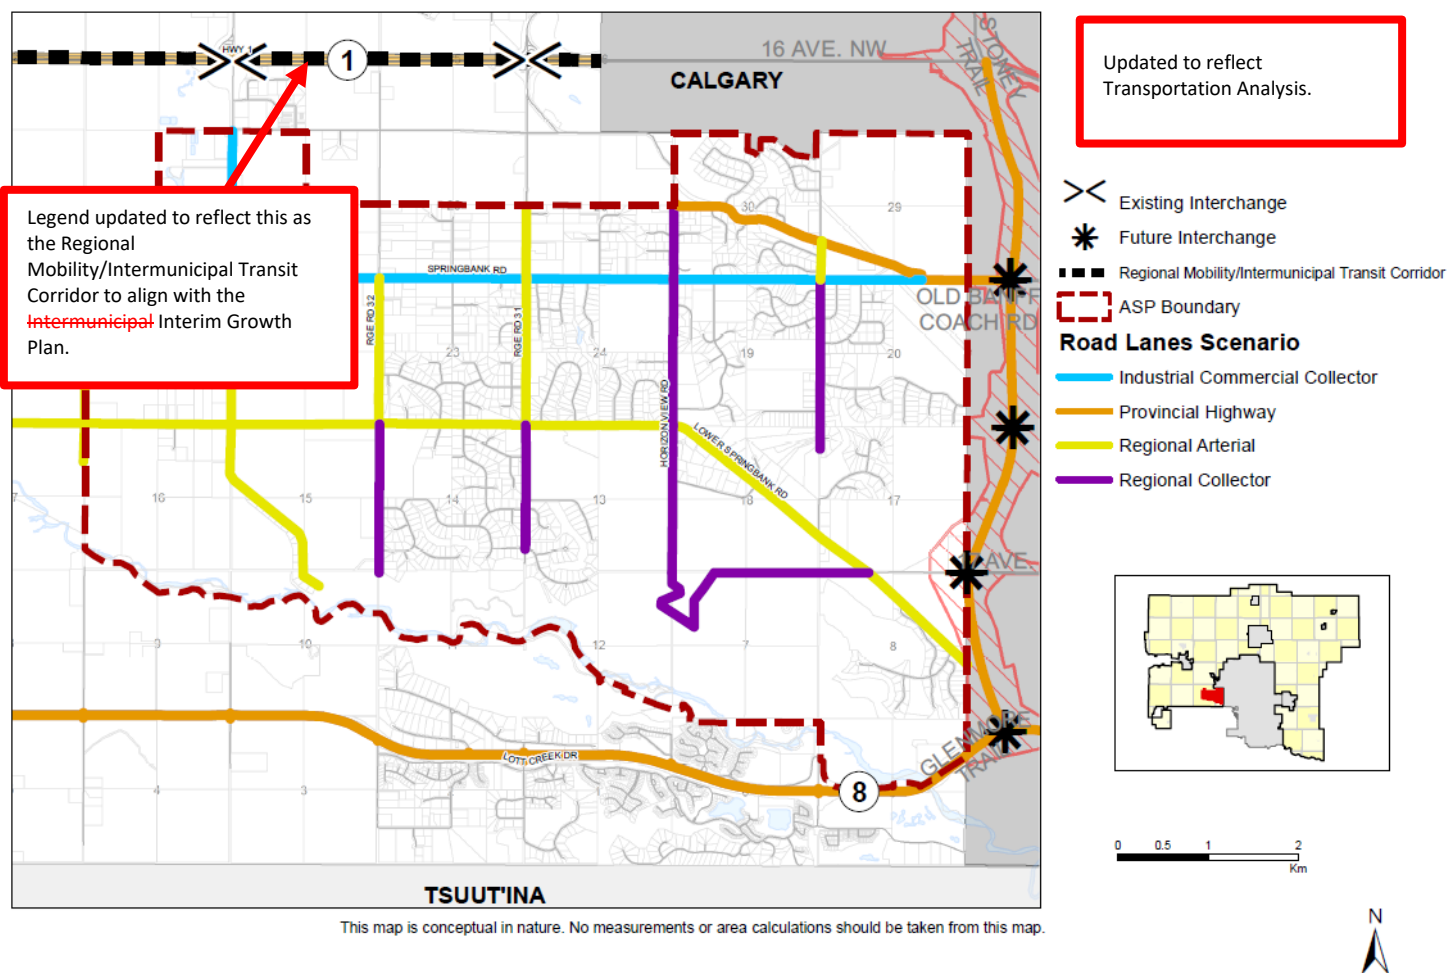 HWY 1
1
16 AVE. NW
STONEY
TRAIL
CALGARY
Updated to reflect
Transportation Analysis.
Legend updated to reflect this as
the Regional
Mobility/Intermunicipal Transit
Corridor to align with the
Intermunicipal Interim Growth
Plan.
Existing Interchange
Future Interchange
Regional Mobility/Intermunicipal Transit Corridor
ASP Boundary
Road Lanes Scenario
Industrial Commercial Collector
Provincial Highway
Regional Arterial
Regional Collector
30
29
SPRINGBANK RD
OLD BANFF
COACH RD
RGE RD 32
RGE RD 31
23
24
19
20
HORIZON VIEW RD
LOWER SPRINGBANK RD
16
15
14
13
18
17
AVE.
9
10
12
7
8
GLENMORE
TRAIL
LOTT CREEK DR
4
3
8
TSUUT'INA
This map is conceptual in nature. No measurements or area calculations should be taken from this map.
0 0.5 1 2
Km
N